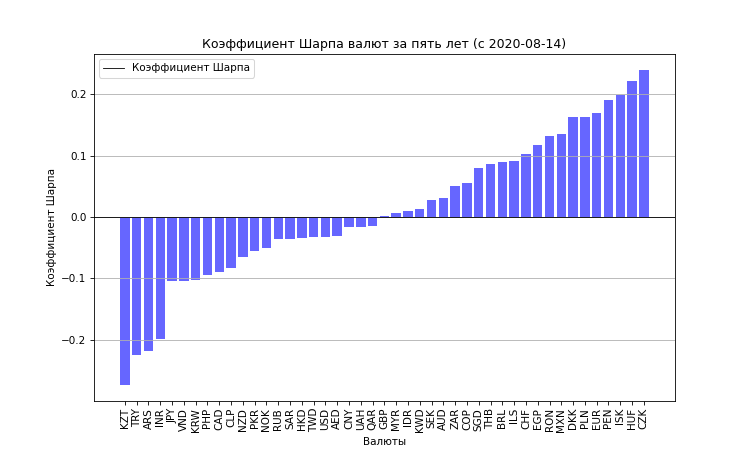 Коэффициент Шарпа валют за пять лет (с 2020-08-14)
Коэффициент Шарпа
Коэффициент Шарпа
0.2
0.1
0.0
−0.1
−0.2
KZT
TRY
ARS
INR
JPY
VND
KRW
PHP
CAD
CLP
NZD
PKR
NOK
RUB
SAR
HKD
TWD
USD
AED
CNY
UAH
QAR
GBP
MYR
IDR
KWD
SEK
AUD
ZAR
COP
SGD
THB
BRL
ILS
CHF
EGP
RON
MXN
DKK
PLN
EUR
PEN
ISK
HUF
CZK
Валюты